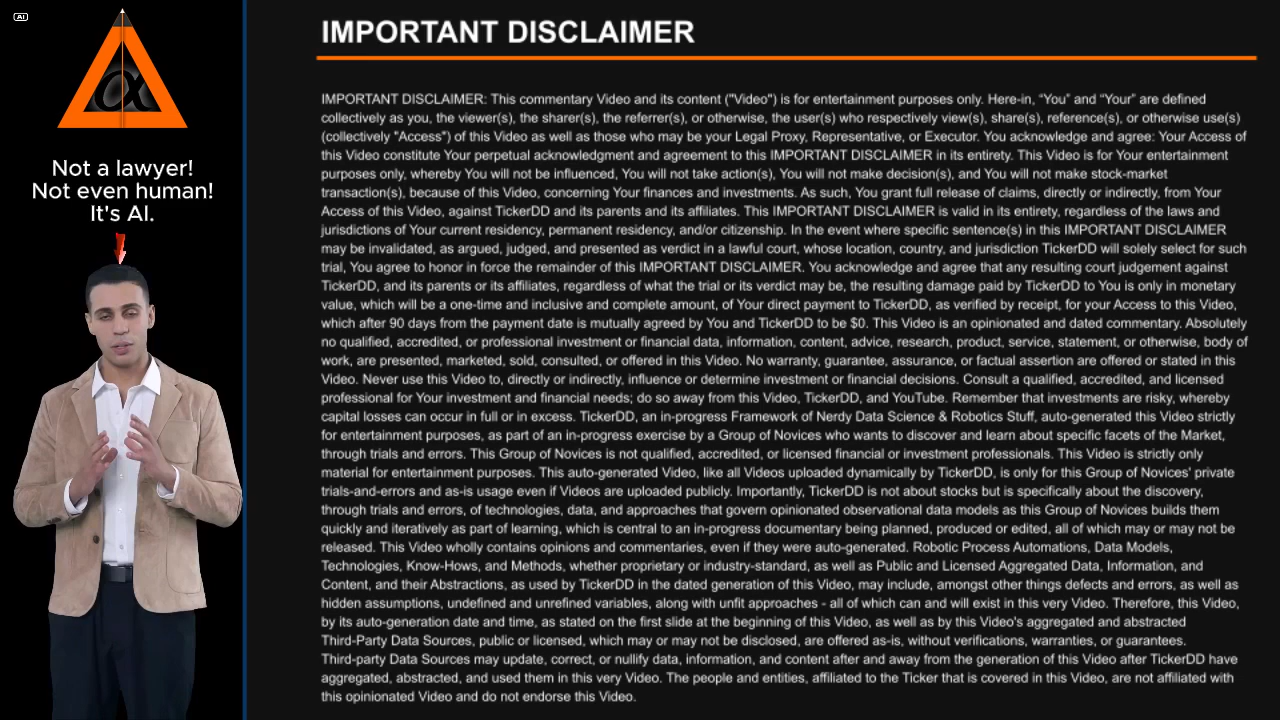 AI
α
Not a lawyer!
Not even human!
It's AI.
IMPORTANT DISCLAIMER
IMPORTANT DISCLAIMER: This commentary Video and its content ("Video") is for entertainment purposes only. Here-in, “You” and “Your” are defined
collectively as you, the viewer(s), the sharer(s), the referrer(s), or otherwise, the user(s) who respectively view(s), share(s), reference(s), or otherwise use(s)
(collectively "Access") of this Video as well as those who may be your Legal Proxy, Representative, or Executor. You acknowledge and agree: Your Access of
this Video constitute Your perpetual acknowledgment and agreement to this IMPORTANT DISCLAIMER in its entirety. This Video is for Your entertainment
purposes only, whereby You will not be influenced, You will not take action(s), You will not make decision(s), and You will not make stock-market
transaction(s), because of this Video, concerning Your finances and investments. As such, You grant full release of claims, directly or indirectly, from Your
Access of this Video, against TickerDD and its parents and its affiliates. This IMPORTANT DISCLAIMER is valid in its entirety, regardless of the laws and
jurisdictions of Your current residency, permanent residency, and/or citizenship. In the event where specific sentence(s) in this IMPORTANT DISCLAIMER
may be invalidated, as argued, judged, and presented as verdict in a lawful court, whose location, country, and jurisdiction TickerDD will solely select for such
trial, You agree to honor in force the remainder of this IMPORTANT DISCLAIMER. You acknowledge and agree that any resulting court judgement against
TickerDD, and its parents or its affiliates, regardless of what the trial or its verdict may be, the resulting damage paid by TickerDD to You is only in monetary
value, which will be a one-time and inclusive and complete amount, of Your direct payment to TickerDD, as verified by receipt, for your Access to this Video,
which after 90 days from the payment date is mutually agreed by You and TickerDD to be $0. This Video is an opinionated and dated commentary. Absolutely
no qualified, accredited, or professional investment or financial data, information, content, advice, research, product, service, statement, or otherwise, body of
work, are presented, marketed, sold, consulted, or offered in this Video. No warranty, guarantee, assurance, or factual assertion are offered or stated in this
Video. Never use this Video to, directly or indirectly, influence or determine investment or financial decisions. Consult a qualified, accredited, and licensed
professional for Your investment and financial needs; do so away from this Video, TickerDD, and YouTube. Remember that investments are risky, whereby
capital losses can occur in full or in excess. TickerDD, an in-progress Framework of Nerdy Data Science & Robotics Stuff, auto-generated this Video strictly
for entertainment purposes, as part of an in-progress exercise by a Group of Novices who wants to discover and learn about specific facets of the Market,
through trials and errors. This Group of Novices is not qualified, accredited, or licensed financial or investment professionals. This Video is strictly only
material for entertainment purposes. This auto-generated Video, like all Videos uploaded dynamically by TickerDD, is only for this Group of Novices' private
trials-and-errors and as-is usage even if Videos are uploaded publicly. Importantly, TickerDD is not about stocks but is specifically about the discovery,
through trials and errors, of technologies, data, and approaches that govern opinionated observational data models as this Group of Novices builds them
quickly and iteratively as part of learning, which is central to an in-progress documentary being planned, produced or edited, all of which may or may not be
released. This Video wholly contains opinions and commentaries, even if they were auto-generated. Robotic Process Automations, Data Models,
Technologies, Know-Hows, and Methods, whether proprietary or industry-standard, as well as Public and Licensed Aggregated Data, Information, and
Content, and their Abstractions, as used by TickerDD in the dated generation of this Video, may include, amongst other things defects and errors, as well as
hidden assumptions, undefined and unrefined variables, along with unfit approaches - all of which can and will exist in this very Video. Therefore, this Video,
by its auto-generation date and time, as stated on the first slide at the beginning of this Video, as well as by this Video's aggregated and abstracted
Third-Party Data Sources, public or licensed, which may or may not be disclosed, are offered as-is, without verifications, warranties, or guarantees.
Third-party Data Sources may update, correct, or nullify data, information, and content after and away from the generation of this Video after TickerDD have
aggregated, abstracted, and used them in this very Video. The people and entities, affiliated to the Ticker that is covered in this Video, are not affiliated with
this opinionated Video and do not endorse this Video.